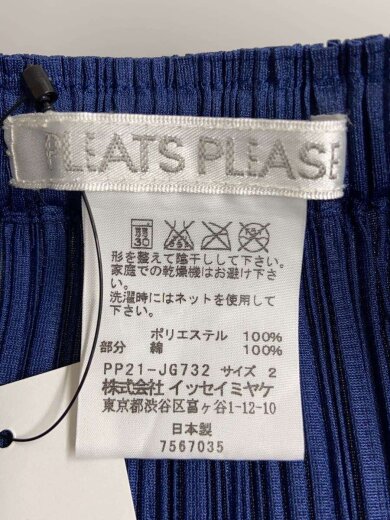 PLEATS PLEASE
形を整えて陰干しして下さい。
家庭での乾燥機はお避け下さい。
洗濯時にはネットを使用して下さい。
ポリエステル 100%
部分 綿 100%
PP21-JG732 サイズ 2
株式会社 イッセイミヤケ
東京都渋谷区富ヶ谷1-12-10
日本製
7567035